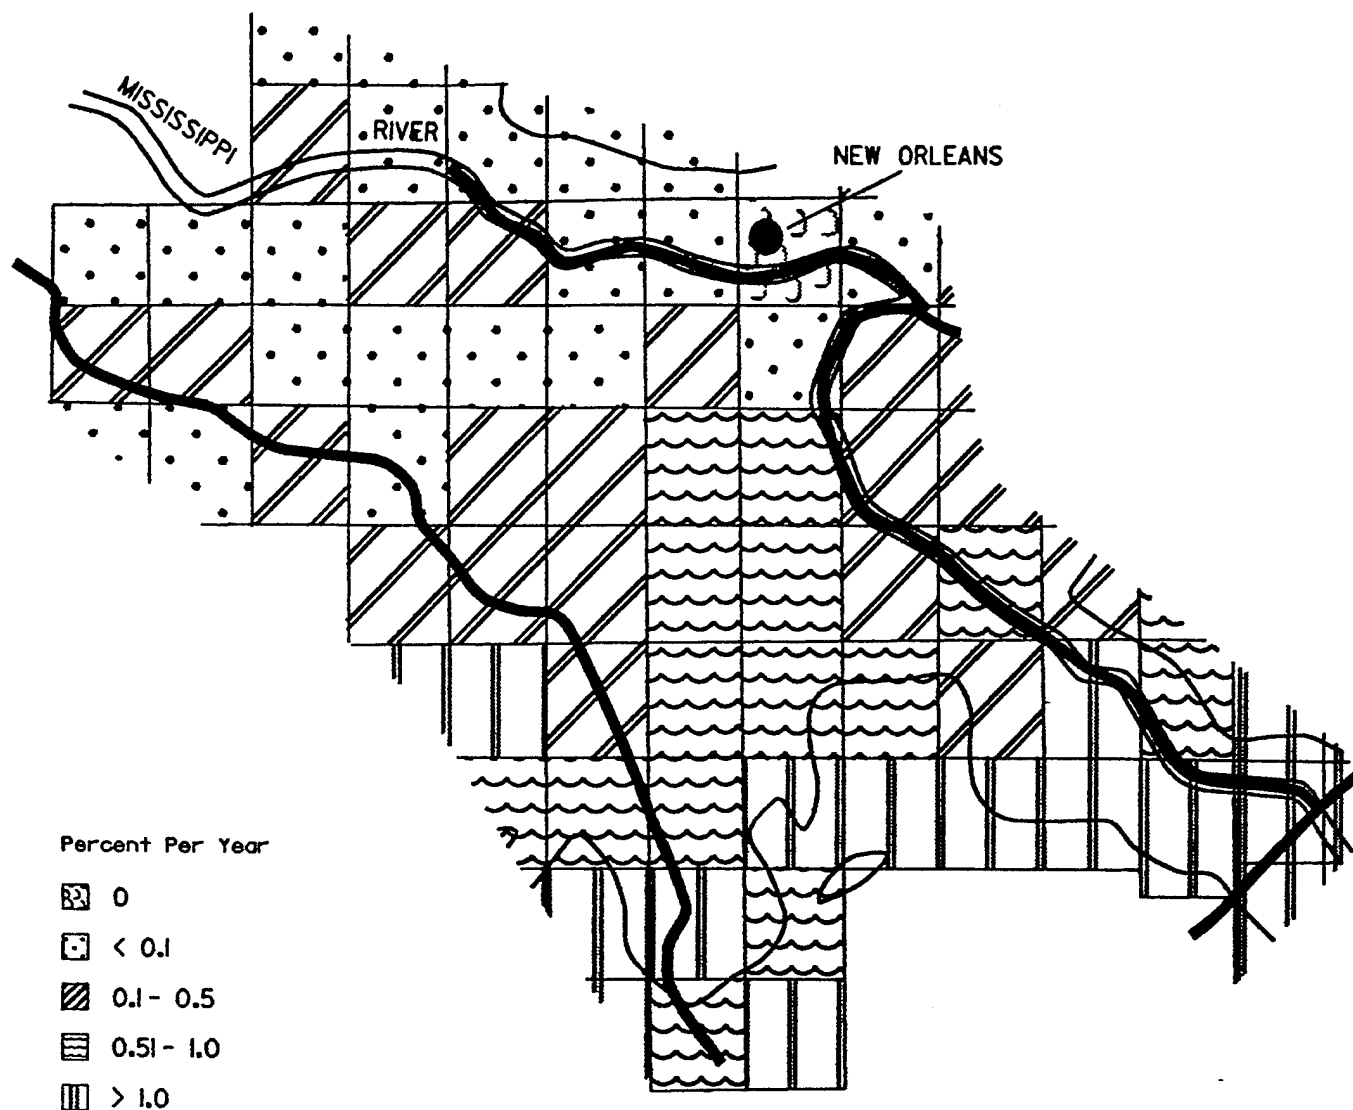 MISSISSIPPI
RIVER
NEW ORLEANS
Percent Per Year
0
< 0.1
0.1 - 0.5
0.51 - 1.0
> 1.0